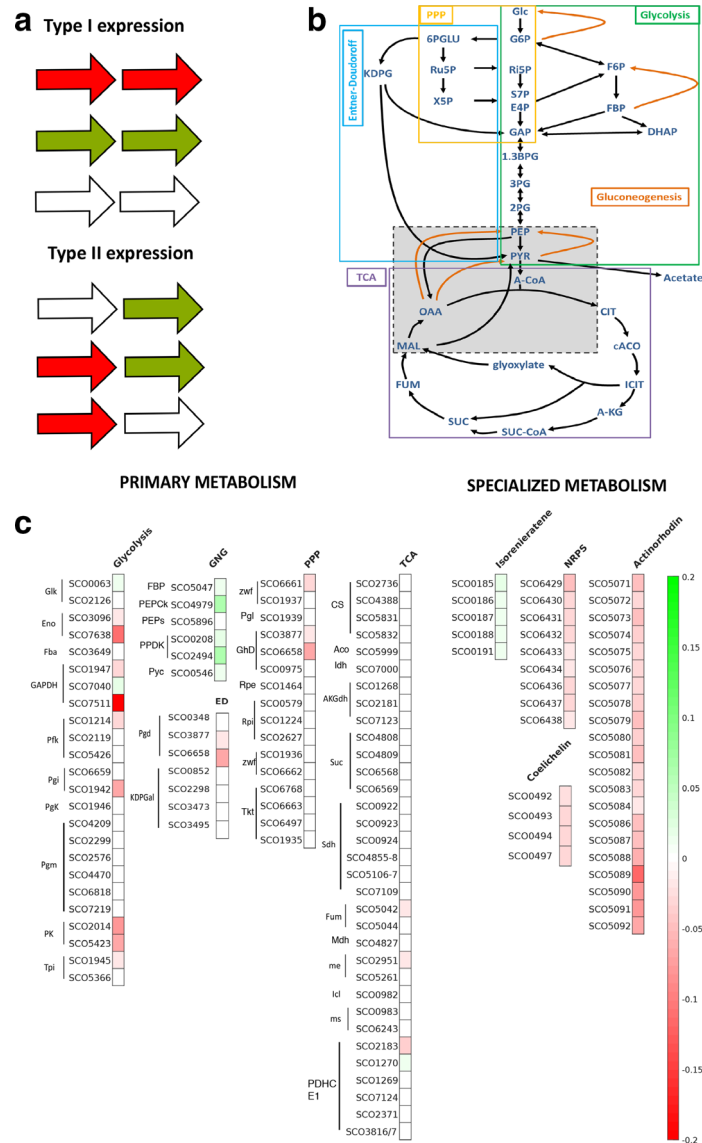 a
Type I expression
Type II expression
b
PPP
Glycolysis
Entner-Doudoroff
Gluconeogenesis
TCA
Glc
6PGLU
G6P
KDPG
Ru5P
Ri5P
F6P
X5P
S7P
E4P
FBP
GAP
DHAP
1.3BPG
3PG
2PG
PEP
PYR
A-CoA
Acetate
OAA
CIT
MAL
cACO
glyoxylate
FUM
ICIT
A-KG
SUC
SUC-CoA
PRIMARY METABOLISM
SPECIALIZED METABOLISM
c
Glycolysis
Glk
SCO0063
SCO2126
Eno
SCO3096
SCO7638
Fba
SCO3649
GAPDH
SCO1947
SCO7040
SCO7511
Pfk
SCO1214
SCO2119
SCO5426
Pgi
SCO6659
SCO1942
PgK
SCO1946
Pgm
SCO4209
SCO2299
SCO2576
SCO4470
SCO6818
SCO7219
PK
SCO2014
SCO5423
Tpi
SCO1945
SCO5366
GNG
FBP
SCO5047
PEPCk
SCO4979
PEPs
SCO5896
PPDK
SCO0208
SCO2494
Pyc
SCO0546
ED
Pgd
SCO0348
SCO3877
SCO6658
KDPGal
SCO0852
SCO2298
SCO3473
SCO3495
PPP
zwf
SCO6661
SCO1937
Pgl
SCO1939
GhD
SCO3877
SCO6658
SCO0975
Rpe
SCO1464
Rpi
SCO0579
SCO1224
SCO2627
zwf
SCO1936
SCO6662
Tkt
SCO6768
SCO6663
SCO6497
SCO1935
TCA
CS
SCO2736
SCO4388
SCO5831
SCO5832
Aco
SCO5999
Idh
SCO7000
AKGdh
SCO1268
SCO2181
SCO7123
Suc
SCO4808
SCO4809
SCO6568
SCO6569
Sdh
SCO0922
SCO0923
SCO0924
SCO4855-8
SCO5106-7
SCO7109
Fum
SCO5042
SCO5044
Mdh
SCO4827
me
SCO2951
SCO5261
Icl
SCO0982
ms
SCO0983
SCO6243
PDHC
E1
SCO2183
SCO1270
SCO1269
SCO7124
SCO2371
SCO3816/7
Isorenieratene
SCO0185
SCO0186
SCO0187
SCO0188
SCO0191
NRPS
SCO6429
SCO6430
SCO6431
SCO6432
SCO6433
SCO6434
SCO6436
SCO6437
SCO6438
Coelichelin
SCO0492
SCO0493
SCO0494
SCO0497
Actinorhodin
SCO5071
SCO5072
SCO5073
SCO5074
SCO5075
SCO5076
SCO5077
SCO5078
SCO5079
SCO5080
SCO5081
SCO5082
SCO5083
SCO5084
SCO5086
SCO5087
SCO5088
SCO5089
SCO5090
SCO5091
SCO5092
0.2
0.15
0.1
0.05
0
-0.05
-0.1
-0.15
-0.2